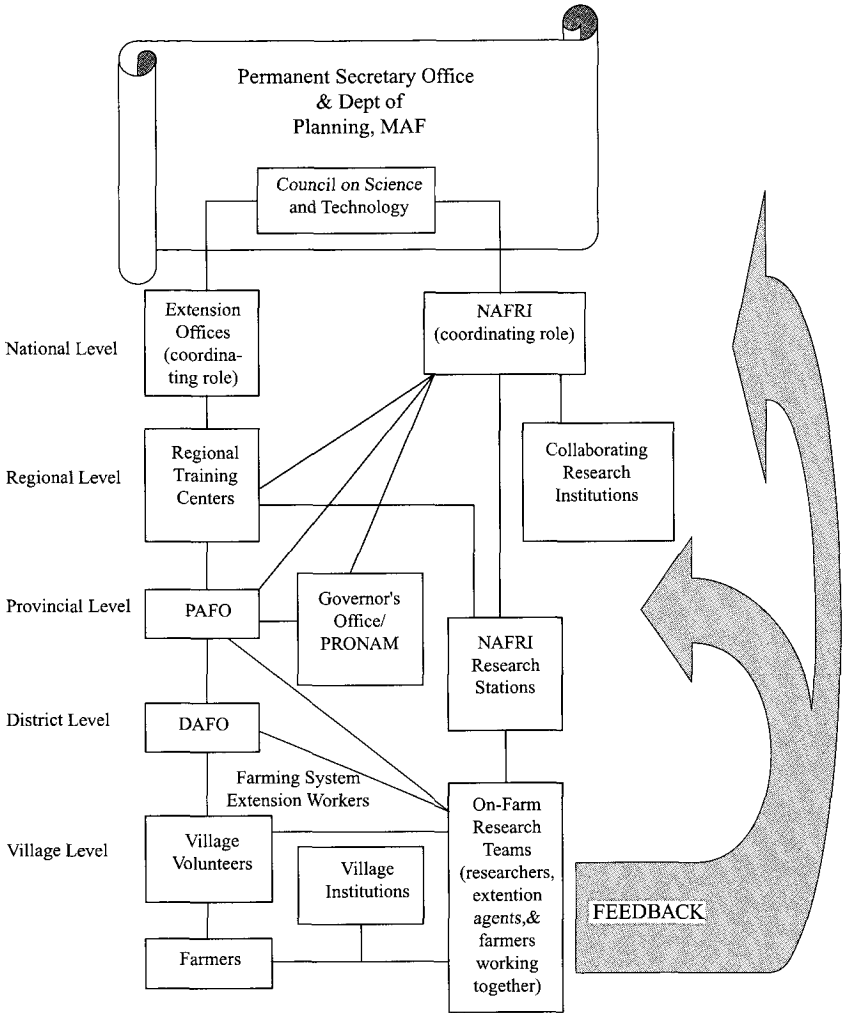 Permanent Secretary Office
& Dept of
Planning, MAF
Council on Science
and Technology
Extension
Offices
(coordina-
ting role)
NAFRI
(coordinating role)
National Level
Regional
Training
Centers
Collaborating
Research
Institutions
Regional Level
Provincial Level
PAFO
Governor's
Office/
PRONAM
NAFRI
Research
Stations
District Level
DAFO
Farming System
Extension Workers
On-Farm
Research
Teams
(researchers,
extention
agents,&
farmers
working
together)
Village Level
Village
Volunteers
Village
Institutions
FEEDBACK
Farmers